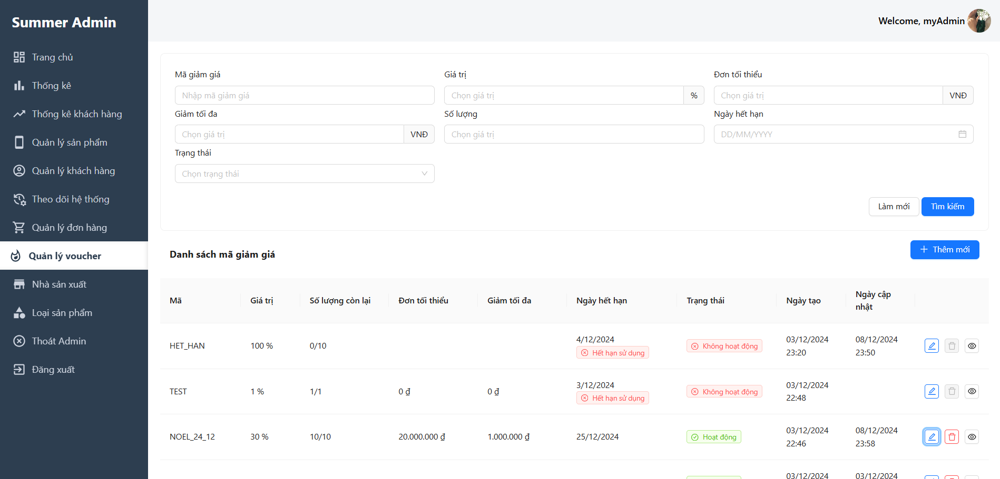 Summer Admin
Welcome, myAdmin
Trang chủ
Thống kê
Thống kê khách hàng
Quản lý sản phẩm
Quản lý khách hàng
Theo dõi hệ thống
Quản lý đơn hàng
Quản lý voucher
Nhà sản xuất
Loại sản phẩm
Thoát Admin
Đăng xuất
Mã giảm giá
Giá trị
Đơn tối thiểu
Nhập mã giảm giá
Chọn giá trị %
Chọn giá trị VNĐ
Giảm tối đa
Số lượng
Ngày hết hạn
Chọn giá trị VNĐ
Chọn giá trị
DD/MM/YYYY
Trạng thái
Chọn trạng thái
Làm mới
Tìm kiếm
Danh sách mã giảm giá
Thêm mới
Mã Giá trị Số lượng còn lại Đơn tối thiểu Giảm tối đa Ngày hết hạn Trạng thái Ngày tạo Ngày cập nhật
HET_HAN 100 % 0/10 4/12/2024 Hết hạn sử dụng Không hoạt động 03/12/2024 23:20 08/12/2024 23:50
TEST 1 % 1/1 0 ₫ 0 ₫ 3/12/2024 Hết hạn sử dụng Không hoạt động 03/12/2024 22:48
NOEL_24_12 30 % 10/10 20.000.000 ₫ 1.000.000 ₫ 25/12/2024 Hoạt động 03/12/2024 22:46 08/12/2024 23:58
03/12/2024 03/12/2024